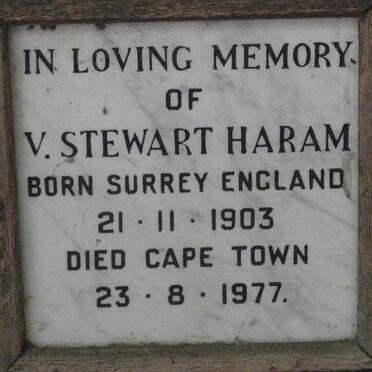 IN LOVING MEMORY
OF
V. STEWART HARAM
BORN SURREY ENGLAND
21 · 11 · 1903
DIED CAPE TOWN
23 · 8 · 1977.